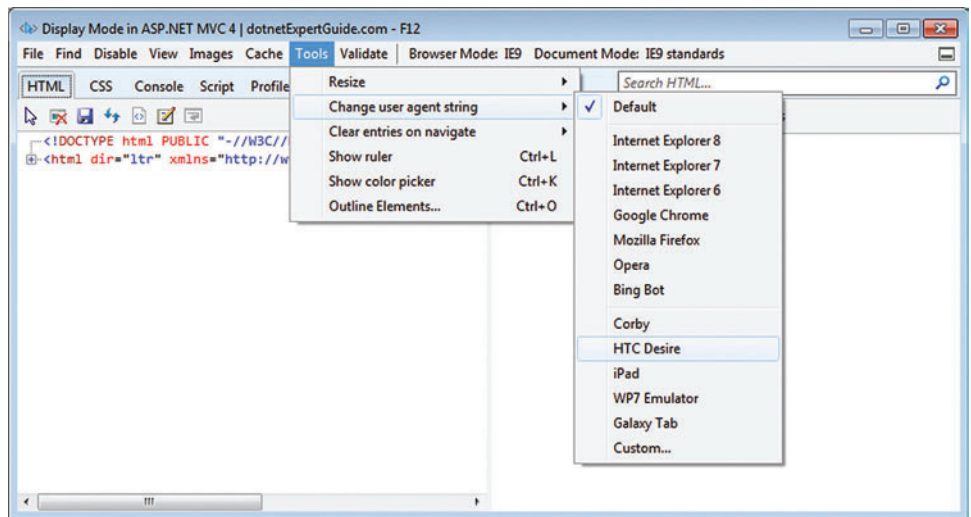 Display Mode in ASP.NET MVC 4 | dotnetExpertGuide.com - F12
File Find Disable View Images Cache Tools Validate Browser Mode: IE9 Document Mode: IE9 standards
HTML CSS Console Script Profile Search HTML...
<!DOCTYPE html PUBLIC "-//W3C//
<html dir="ltr" xmlns="http://w
Resize
Change user agent string
Clear entries on navigate
Show ruler Ctrl+L
Show color picker Ctrl+K
Outline Elements... Ctrl+O
Default
Internet Explorer 8
Internet Explorer 7
Internet Explorer 6
Google Chrome
Mozilla Firefox
Opera
Bing Bot
Corby
HTC Desire
iPad
WP7 Emulator
Galaxy Tab
Custom...